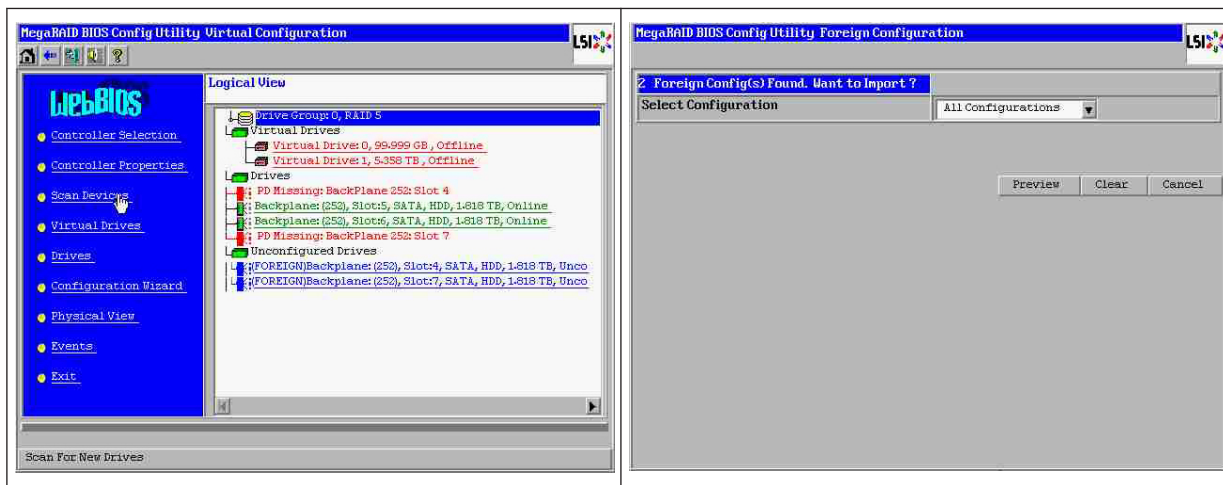 MegaRAID BIOS Config Utility Virtual Configuration
LSI
WebBIOS
Controller Selection
Controller Properties
Scan Devices
Virtual Drives
Drives
Configuration Wizard
Physical View
Events
Exit
Logical View
Drive Group: 0, RAID 5
Virtual Drives
Virtual Drive: 0, 99.999 GB , Offline
Virtual Drive: 1, 5.358 TB , Offline
Drives
PD Missing: BackPlane 252: Slot 4
Backplane: (252), Slot:5, SATA, HDD, 1.818 TB, Online
Backplane: (252), Slot:6, SATA, HDD, 1.818 TB, Online
PD Missing: BackPlane 252: Slot 7
Unconfigured Drives
(FOREIGN)Backplane: (252), Slot:4, SATA, HDD, 1.818 TB, Unco
(FOREIGN)Backplane: (252), Slot:7, SATA, HDD, 1.818 TB, Unco
Scan For New Drives
MegaRAID BIOS Config Utility Foreign Configuration
LSI
2 Foreign Config(s) Found. Want to Import ?
Select Configuration All Configurations
Preview Clear Cancel